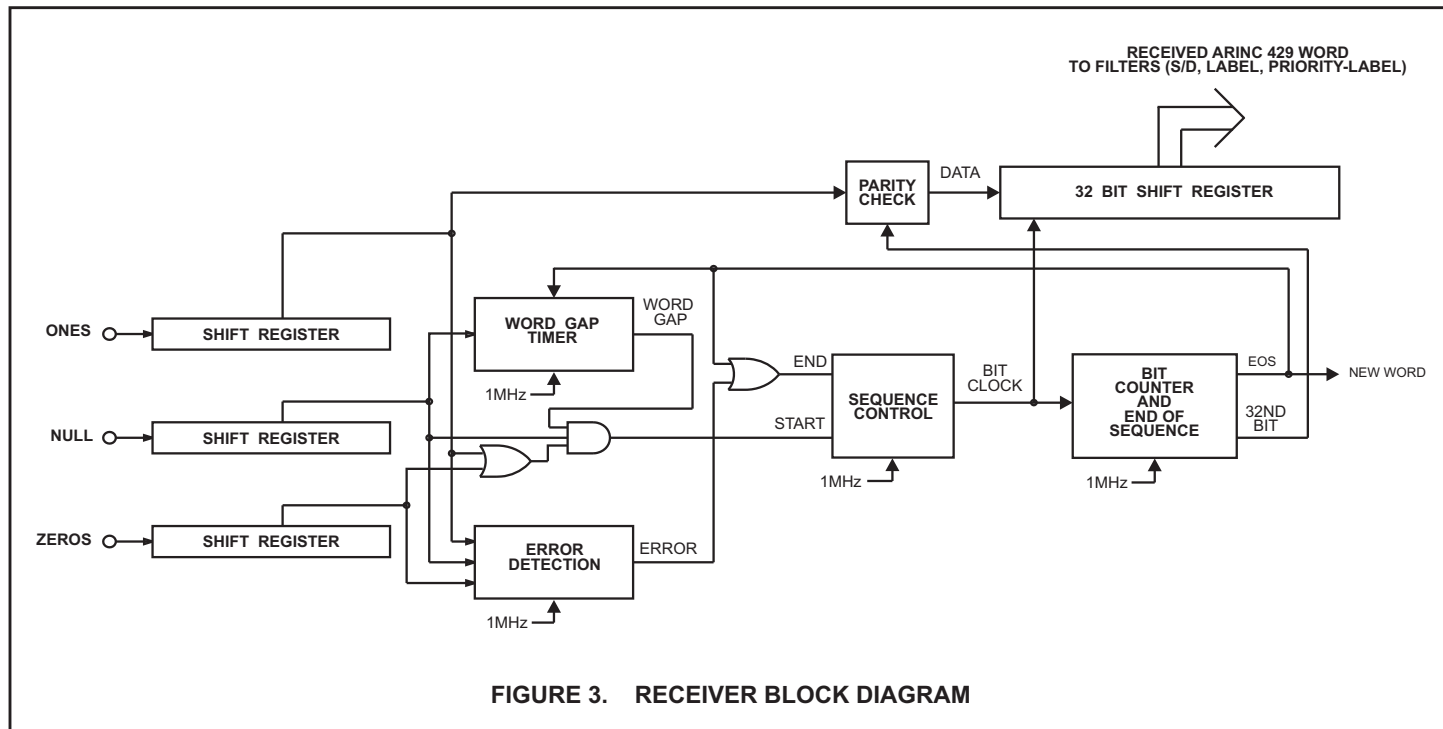 RECEIVED ARINC 429 WORD
TO FILTERS (S/D, LABEL, PRIORITY-LABEL)
PARITY
CHECK
DATA
32 BIT SHIFT REGISTER
ONES
SHIFT REGISTER
WORD GAP
TIMER
WORD
GAP
1MHz
NULL
SHIFT REGISTER
END
START
SEQUENCE
CONTROL
1MHz
BIT
CLOCK
BIT
COUNTER
AND
END OF
SEQUENCE
1MHz
EOS
32ND
BIT
NEW WORD
ZEROS
SHIFT REGISTER
ERROR
DETECTION
ERROR
1MHz
FIGURE 3. RECEIVER BLOCK DIAGRAM